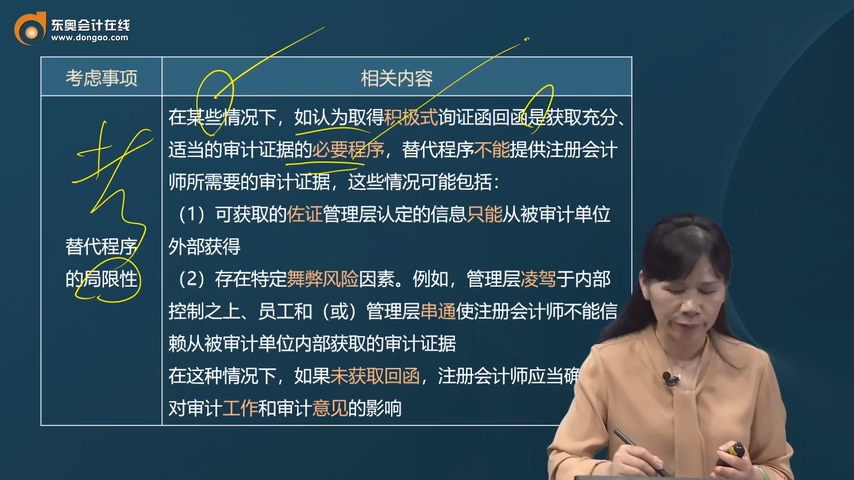 东奥会计在线
www.dongao.com
考虑事项
相关内容
在某些情况下，如认为取得积极式询证函回函是获取充分、
适当的审计证据的必要程序，替代程序不能提供注册会计
师所需要的审计证据，这些情况可能包括：
（1）可获取的佐证管理层认定的信息只能从被审计单位
外部获得
（2）存在特定舞弊风险因素。例如，管理层凌驾于内部
控制之上、员工和（或）管理层串通使注册会计师不能信
赖从被审计单位内部获取的审计证据
在这种情况下，如果未获取回函，注册会计师应当确
对审计工作和审计意见的影响
替代程序
的局限性